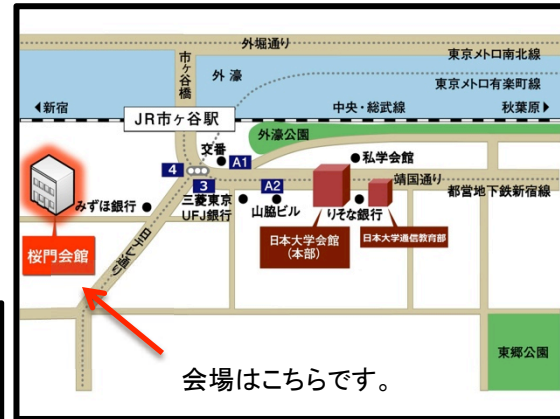 外堀通り
東京メトロ南北線
市ヶ谷橋
外 濠
東京メトロ有楽町線
◀新宿
中央・総武線
秋葉原▶
JR市ヶ谷駅
外濠公園
交番
A1
私学会館
4
靖国通り
3
A2
都営地下鉄新宿線
みずほ銀行
三菱東京
UFJ銀行
山脇ビル
りそな銀行
日本大学会館
(本部)
日本大学通信教育部
桜門会館
日テレ通り
会場はこちらです。
東郷公園